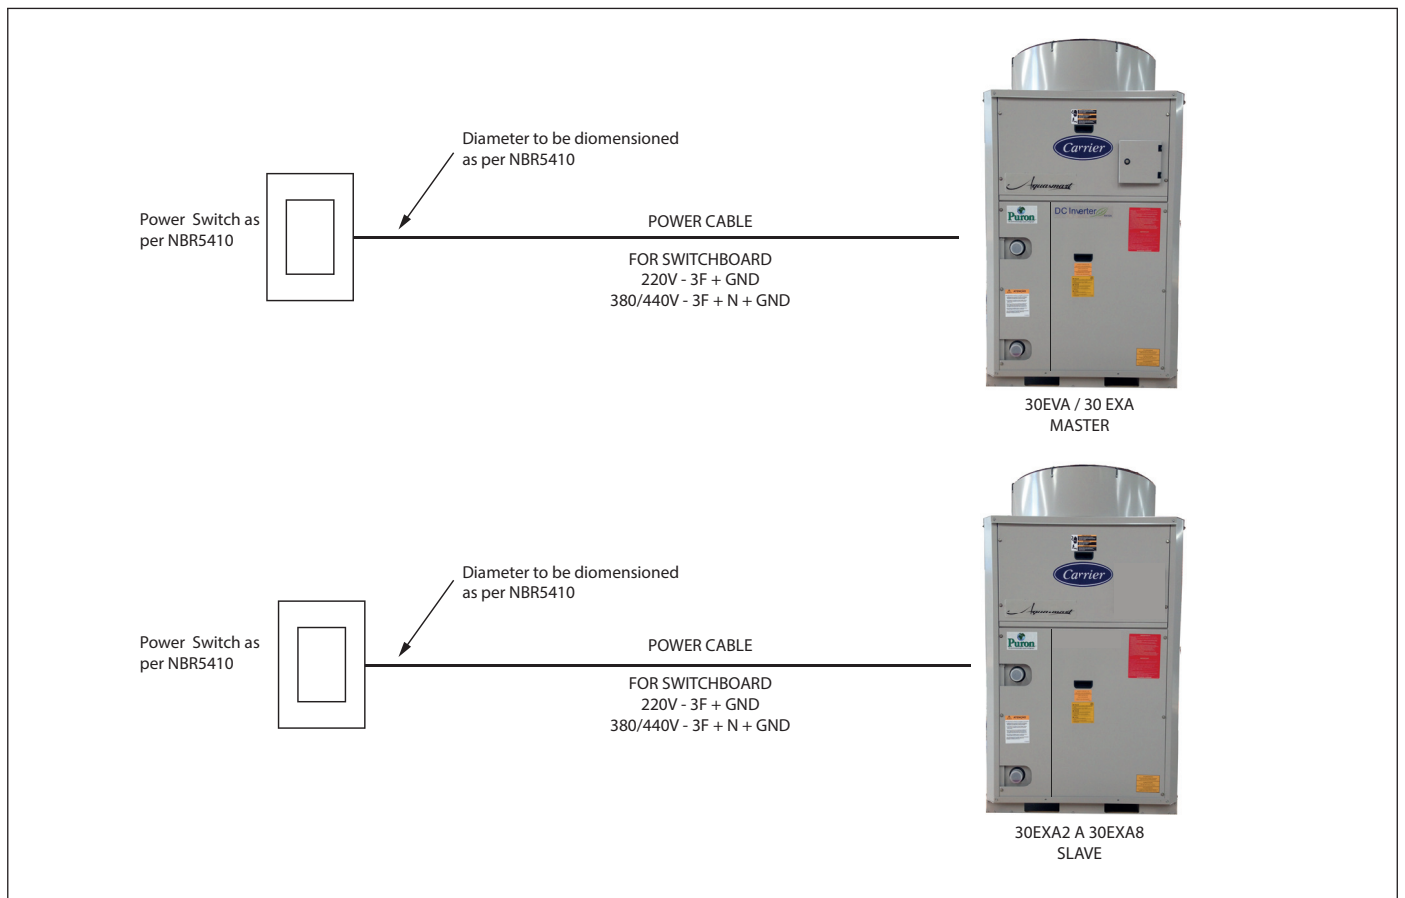 Diameter to be diomensioned
as per NBR5410
Power Switch as
per NBR5410
POWER CABLE
FOR SWITCHBOARD
220V - 3F + GND
380/440V - 3F + N + GND
Carrier
Aquasmart
Puron
DC Inverter
30EVA / 30 EXA
MASTER
Diameter to be diomensioned
as per NBR5410
Power Switch as
per NBR5410
POWER CABLE
FOR SWITCHBOARD
220V - 3F + GND
380/440V - 3F + N + GND
Carrier
Aquasmart
Puron
30EXA2 A 30EXA8
SLAVE